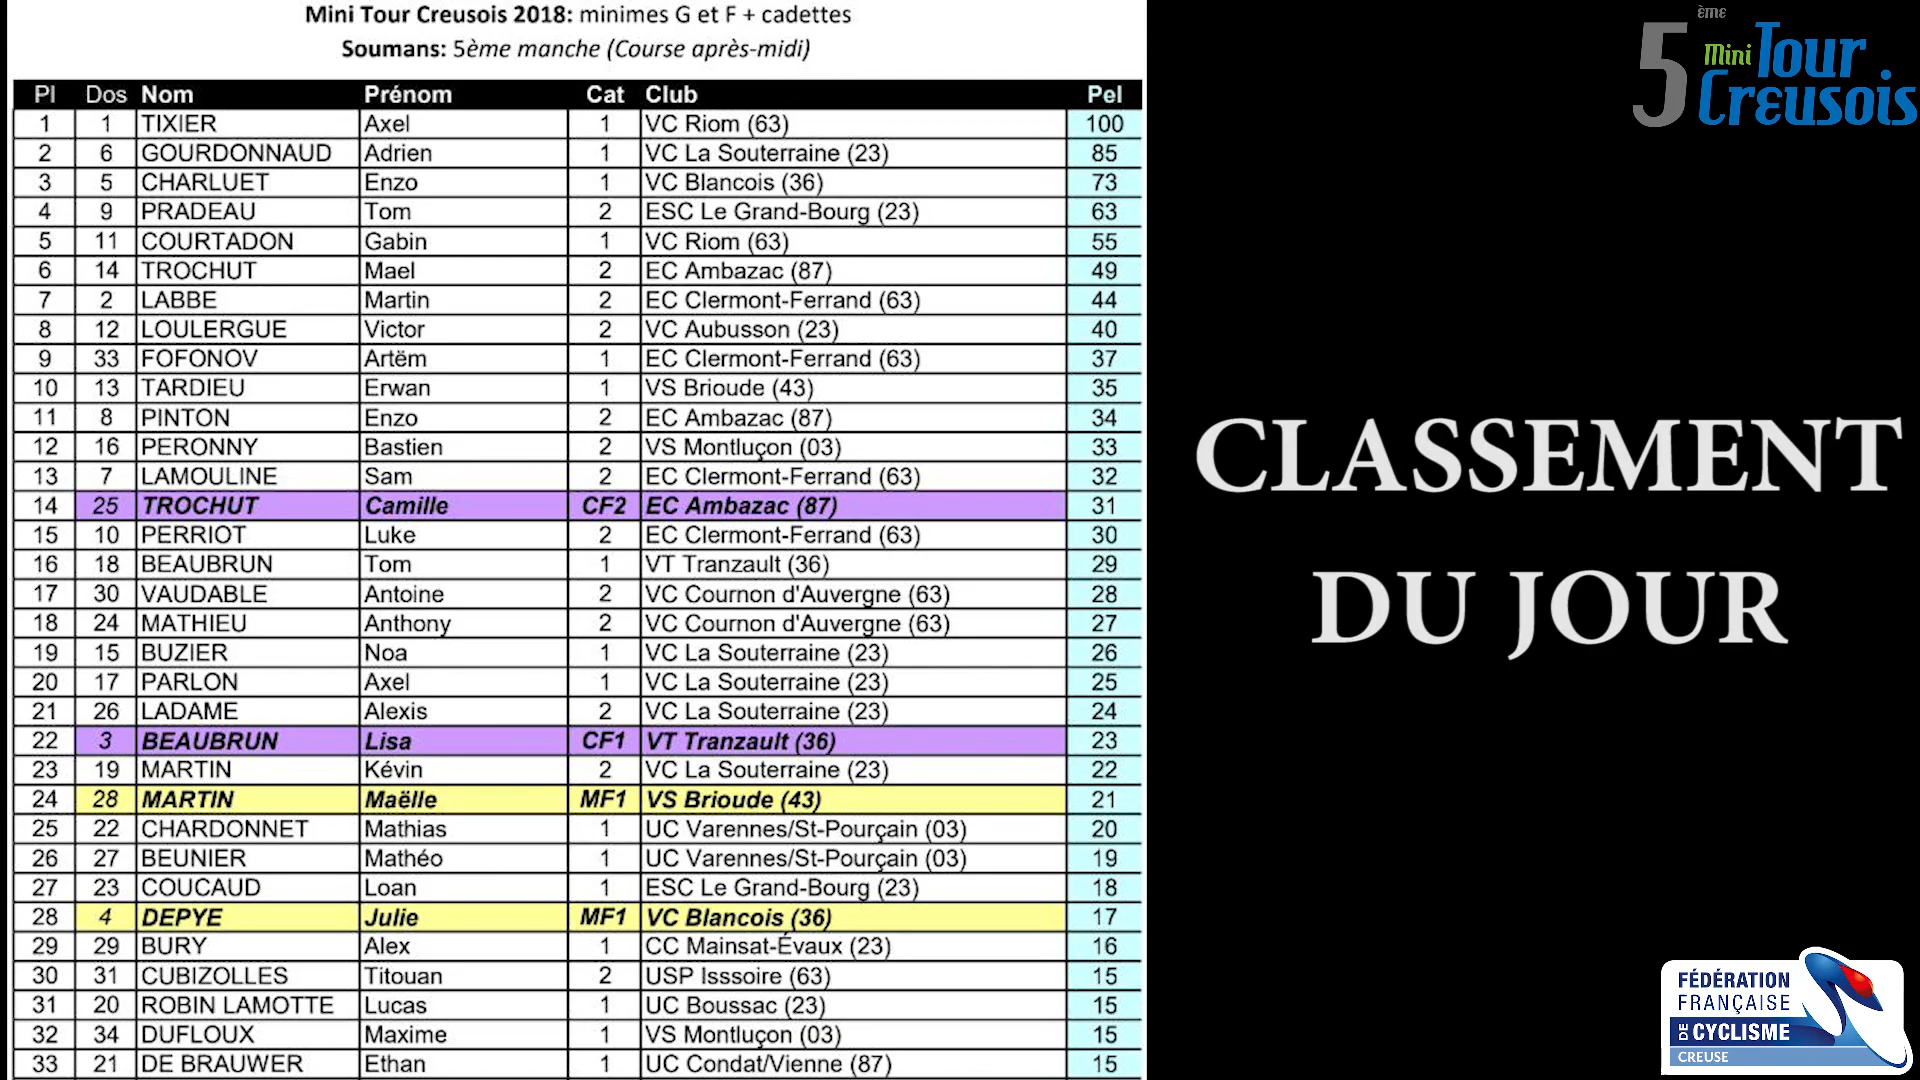 Mini Tour Creusois 2018: minimes G et F + cadettes
Soumans: 5ème manche (Course après-midi)
Pl Dos Nom Prénom Cat Club Pel
1 1 TIXIER Axel 1 VC Riom (63) 100
2 6 GOURDONNAUD Adrien 1 VC La Souterraine (23) 85
3 5 CHARLUET Enzo 1 VC Blancois (36) 73
4 9 PRADEAU Tom 2 ESC Le Grand-Bourg (23) 63
5 11 COURTADON Gabin 1 VC Riom (63) 55
6 14 TROCHUT Mael 2 EC Ambazac (87) 49
7 2 LABBE Martin 2 EC Clermont-Ferrand (63) 44
8 12 LOULERGUE Victor 2 VC Aubusson (23) 40
9 33 FOFONOV Artëm 1 EC Clermont-Ferrand (63) 37
10 13 TARDIEU Erwan 1 VS Brioude (43) 35
11 8 PINTON Enzo 2 EC Ambazac (87) 34
12 16 PERONNY Bastien 2 VS Montluçon (03) 33
13 7 LAMOULINE Sam 2 EC Clermont-Ferrand (63) 32
14 25 TROCHUT Camille CF2 EC Ambazac (87) 31
15 10 PERRIOT Luke 2 EC Clermont-Ferrand (63) 30
16 18 BEAUBRUN Tom 1 VT Tranzault (36) 29
17 30 VAUDABLE Antoine 2 VC Cournon d'Auvergne (63) 28
18 24 MATHIEU Anthony 2 VC Cournon d'Auvergne (63) 27
19 15 BUZIER Noa 1 VC La Souterraine (23) 26
20 17 PARLON Axel 1 VC La Souterraine (23) 25
21 26 LADAME Alexis 2 VC La Souterraine (23) 24
22 3 BEAUBRUN Lisa CF1 VT Tranzault (36) 23
23 19 MARTIN Kévin 2 VC La Souterraine (23) 22
24 28 MARTIN Maëlle MF1 VS Brioude (43) 21
25 22 CHARDONNET Mathias 1 UC Varennes/St-Pourçain (03) 20
26 27 BEUNIER Mathéo 1 UC Varennes/St-Pourçain (03) 19
27 23 COUCAUD Loan 1 ESC Le Grand-Bourg (23) 18
28 4 DEPYE Julie MF1 VC Blancois (36) 17
29 29 BURY Alex 1 CC Mainsat-Évaux (23) 16
30 31 CUBIZOLLES Titouan 2 USP Isssoire (63) 15
31 20 ROBIN LAMOTTE Lucas 1 UC Boussac (23) 15
32 34 DUFLOUX Maxime 1 VS Montluçon (03) 15
33 21 DE BRAUWER Ethan 1 UC Condat/Vienne (87) 15
5ème Mini Tour
Creusois
CLASSEMENT
DU JOUR
FÉDÉRATION
FRANÇAISE
DE CYCLISME
CREUSE